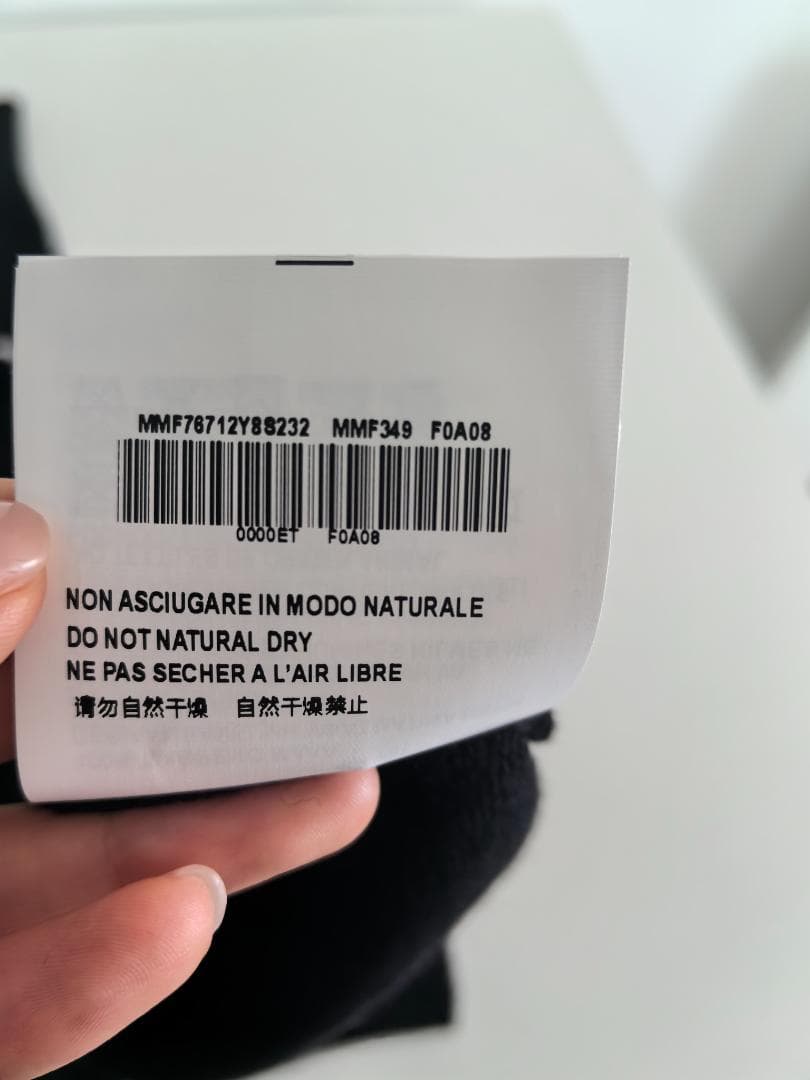 MMF76712Y8S232 MMF349 F0A08
0000ET F0A08
NON ASCIUGARE IN MODO NATURALE
DO NOT NATURAL DRY
NE PAS SECHER A L'AIR LIBRE
请勿自然干燥 自然干燥禁止